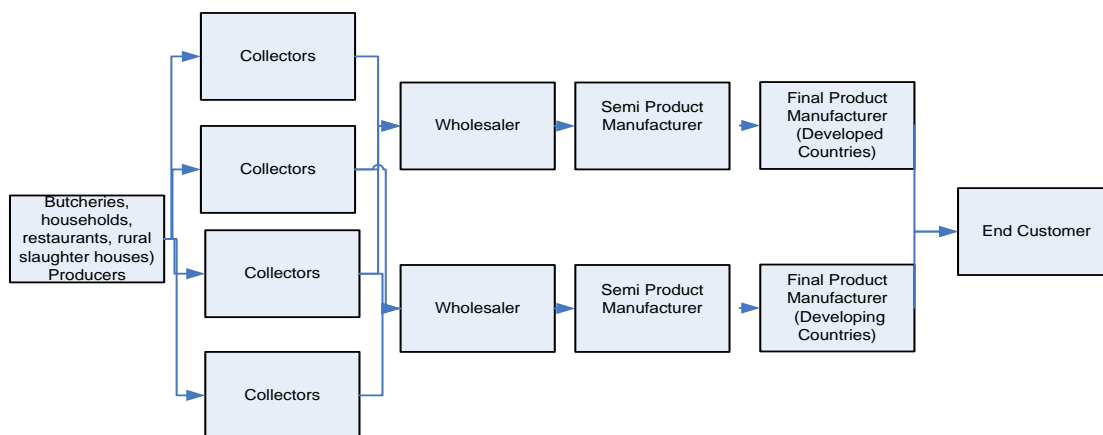 Butcheries,
households,
restaurants, rural
slaughter houses)
Producers
Collectors
Collectors
Collectors
Collectors
Wholesaler
Semi Product
Manufacturer
Final Product
Manufacturer
(Developed
Countries)
Wholesaler
Semi Product
Manufacturer
Final Product
Manufacturer
(Developing
Countries)
End Customer